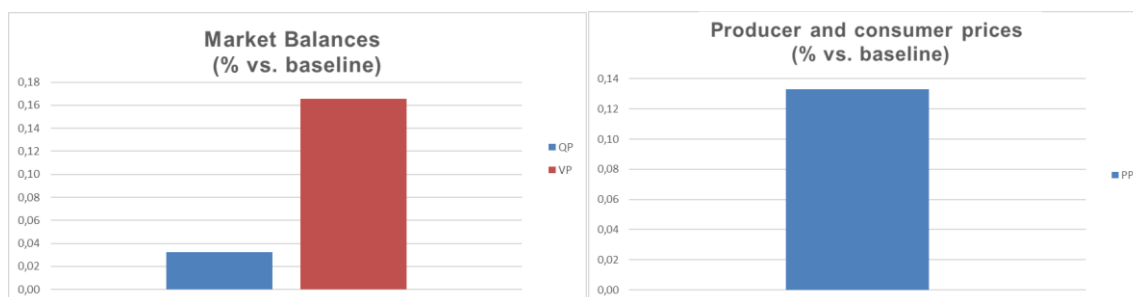 Market Balances
(% vs. baseline)
0,18
0,16
0,14
0,12
0,10
0,08
0,06
0,04
0,02
0,00
QP
VP
Producer and consumer prices
(% vs. baseline)
0,14
0,12
0,10
0,08
0,06
0,04
0,02
0,00
PP